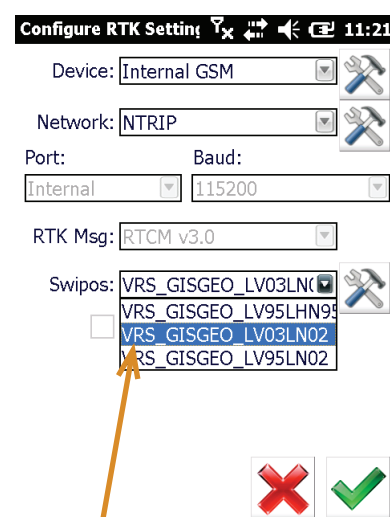 Configure RTK Setting 11:21
Device: Internal GSM
Network: NTRIP
Port: Baud:
Internal 115200
RTK Msg: RTCM v3.0
Swipos: VRS_GISGEO_LV03LN0
VRS_GISGEO_LV95LHN95
VRS_GISGEO_LV03LN02
VRS_GISGEO_LV95LN02